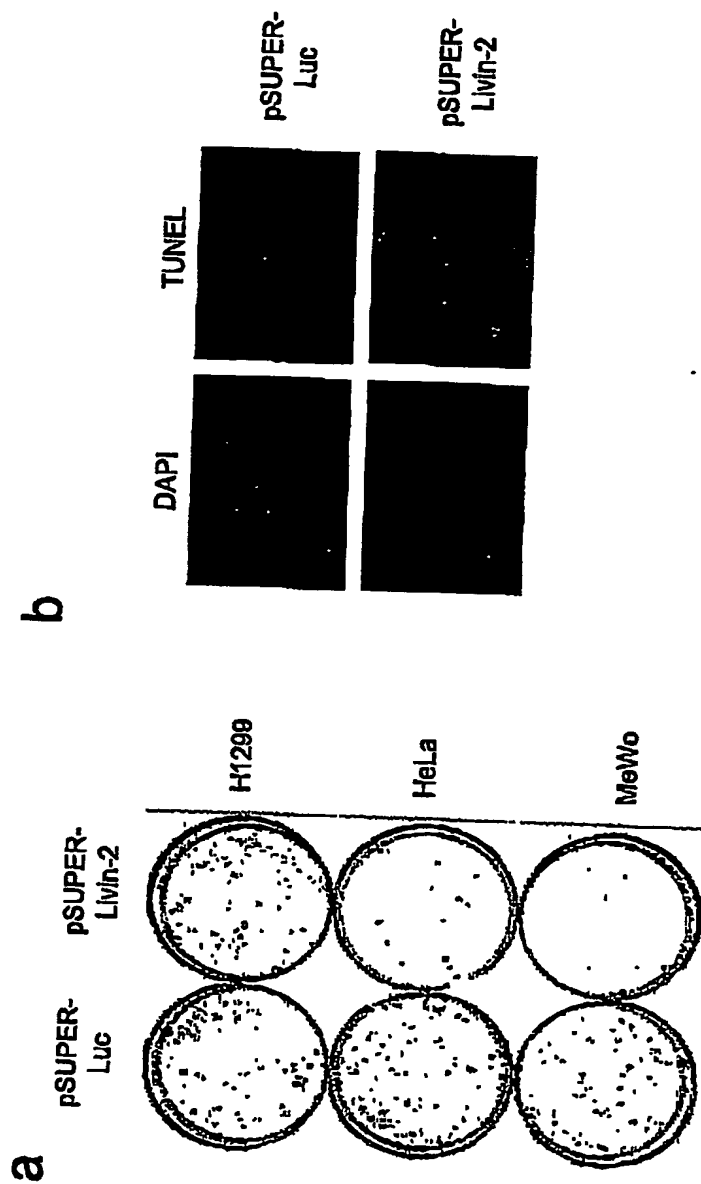 a
pSUPER-
Luc
pSUPER-
Livin-2
H1299
HeLa
MeWo
b
DAPI
TUNEL
pSUPER-
Luc
pSUPER-
Livin-2